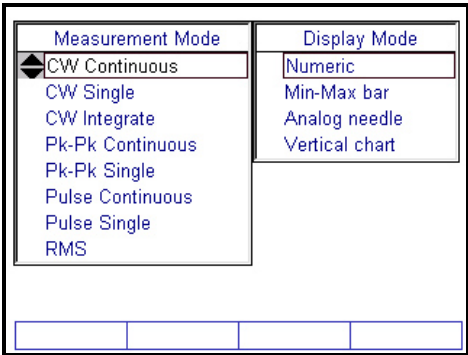 Measurement Mode
CW Continuous
CW Single
CW Integrate
Pk-Pk Continuous
Pk-Pk Single
Pulse Continuous
Pulse Single
RMS
Display Mode
Numeric
Min-Max bar
Analog needle
Vertical chart